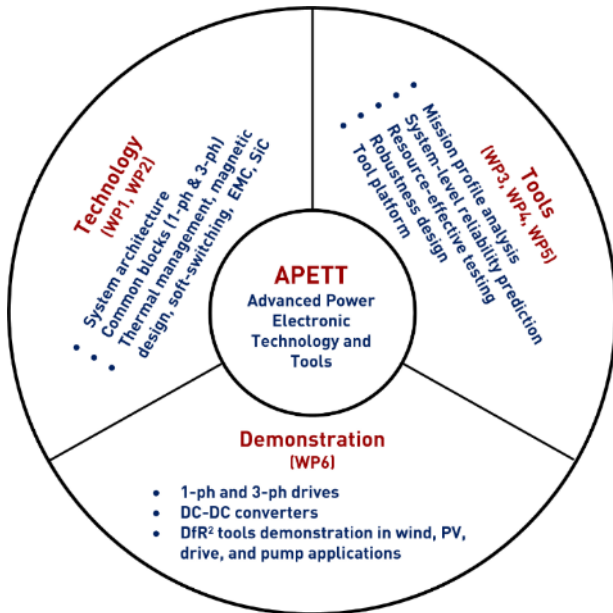 Technology
(WP1, WP2)
• System architecture
• Common blocks (1-ph & 3-ph)
• Thermal management, magnetic
design, soft-switching, EMC, SiC
Tools
(WP3, WP4, WP5)
• Mission profile analysis
• System-level reliability prediction
• Resource-effective testing
• Robustness design
• Tool platform
APETT
Advanced Power
Electronic
Technology and
Tools
Demonstration
(WP6)
• 1-ph and 3-ph drives
• DC-DC converters
• DfR² tools demonstration in wind, PV,
drive, and pump applications